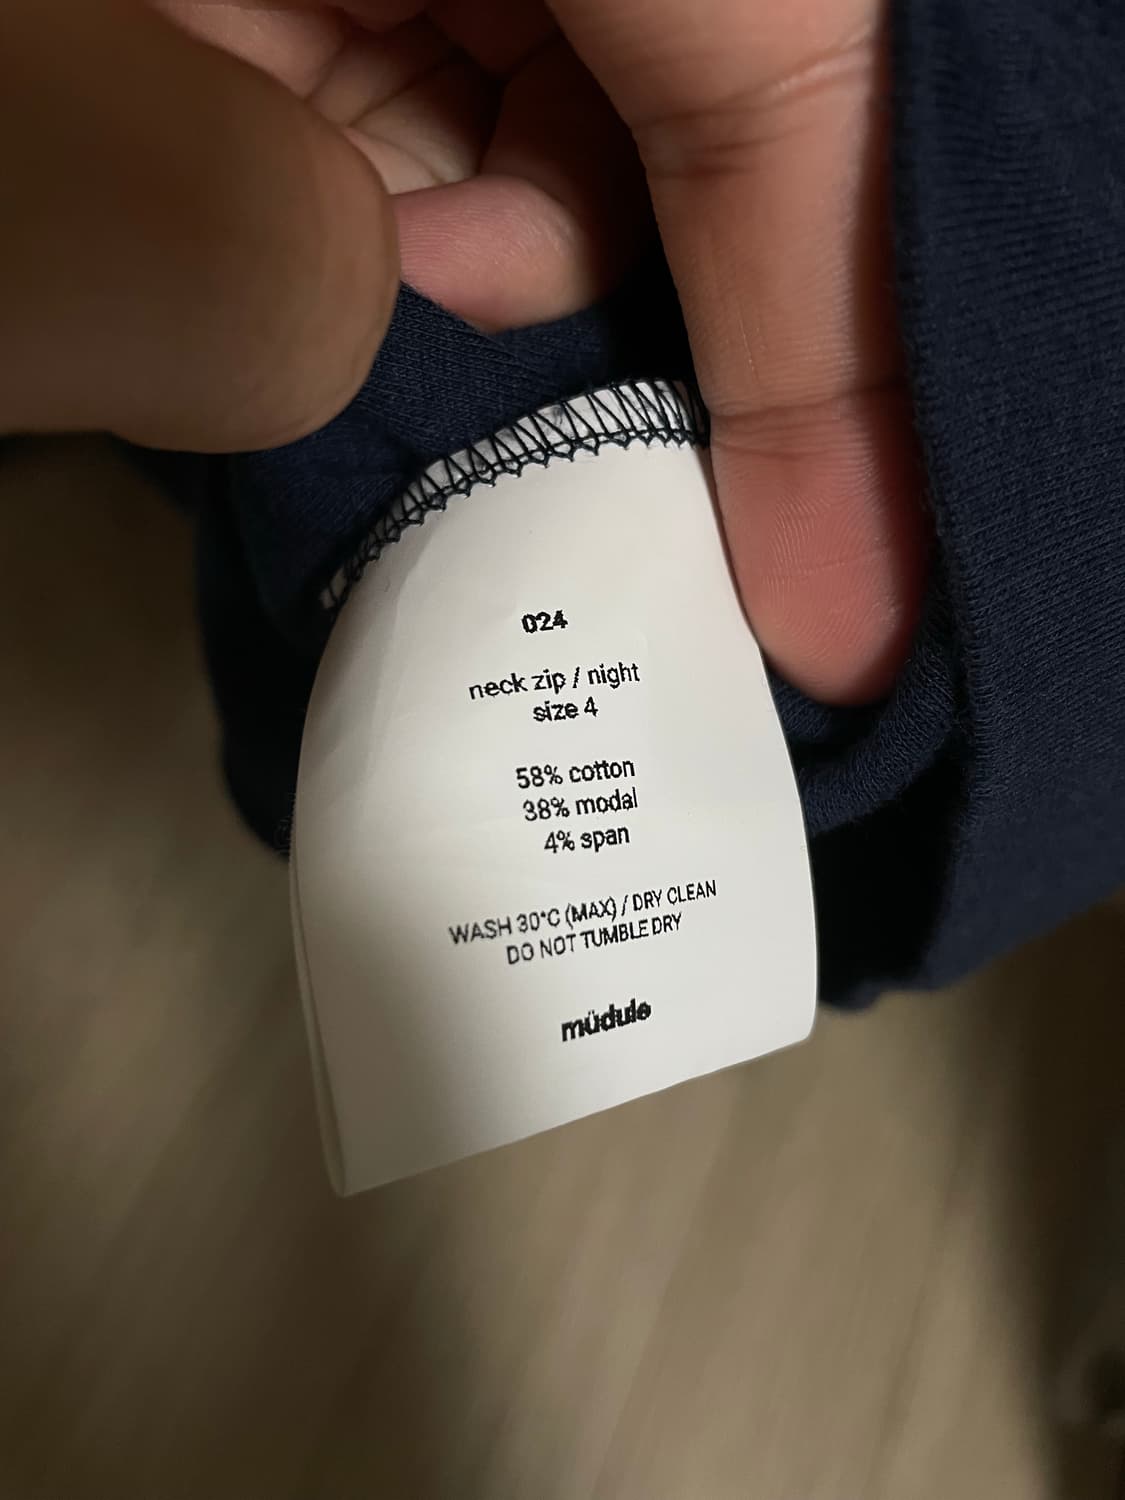 024
neck zip / night
size 4
58% cotton
38% modal
4% span
WASH 30°C (MAX) / DRY CLEAN
DO NOT TUMBLE DRY
müdule